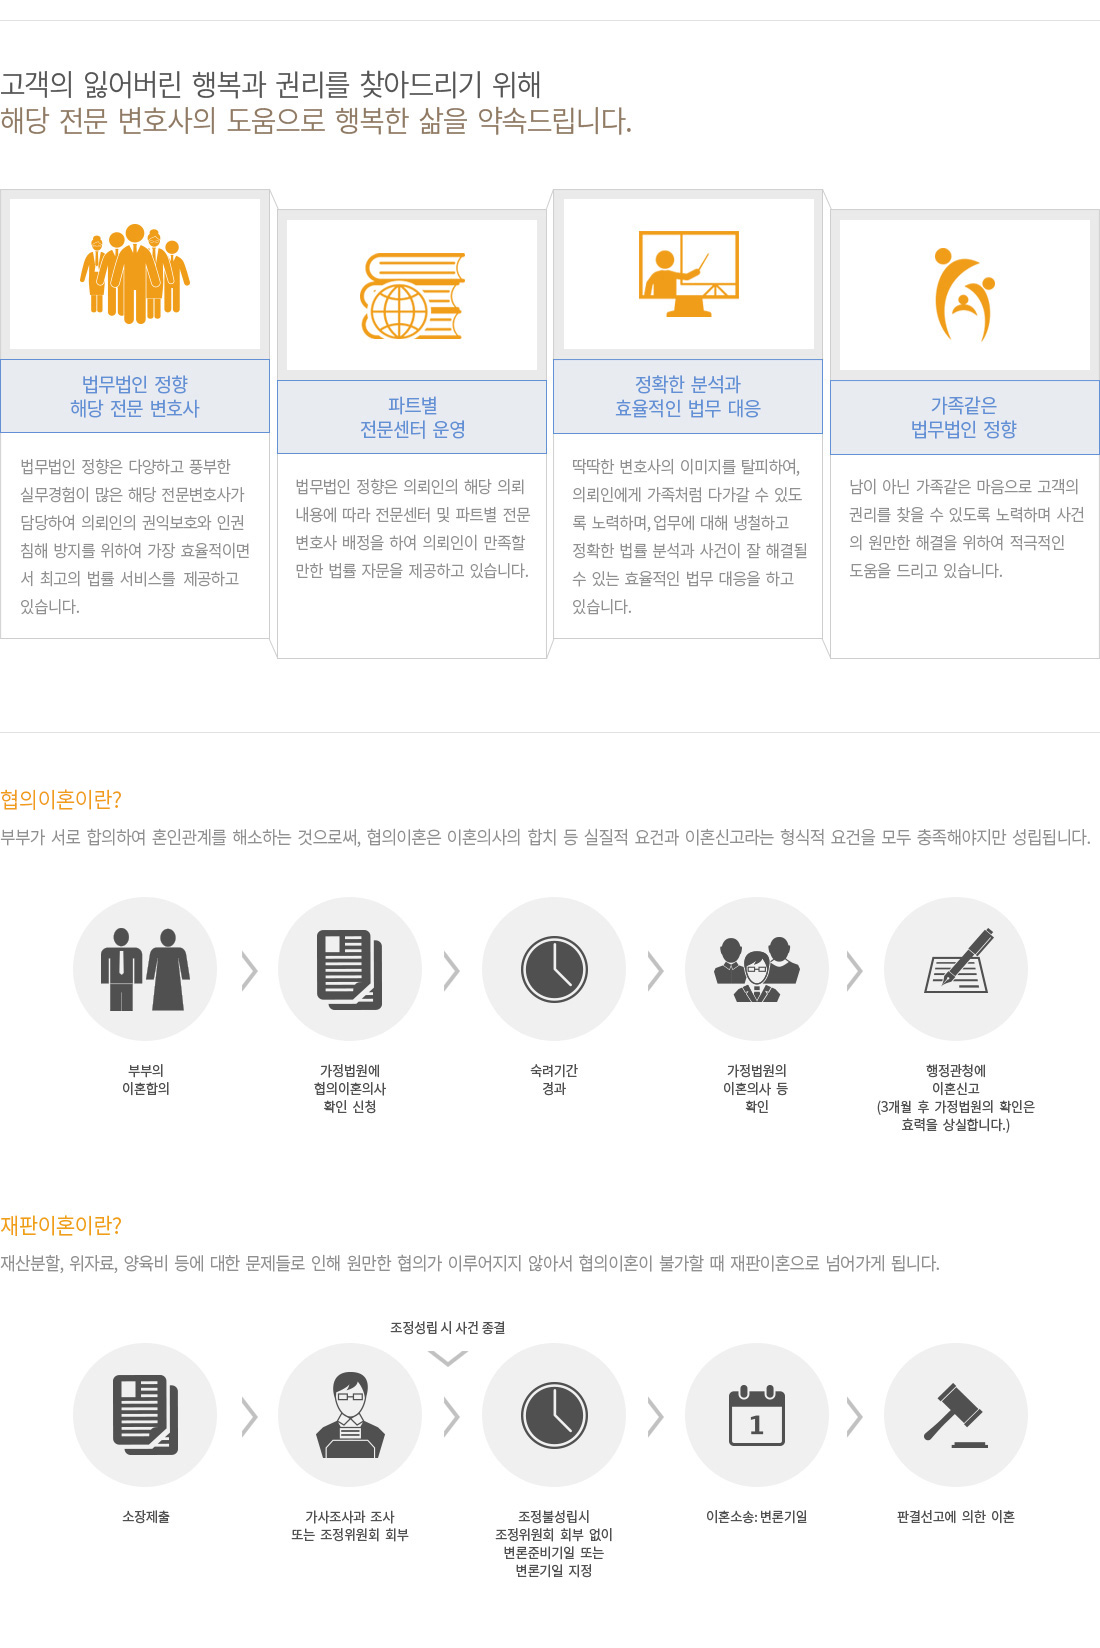 고객의 잃어버린 행복과 권리를 찾아드리기 위해
해당 전문 변호사의 도움으로 행복한 삶을 약속드립니다.
법무법인 정향
해당 전문 변호사
법무법인 정향은 다양하고 풍부한
실무경험이 많은 해당 전문변호사가
담당하여 의뢰인의 권익보호와 인권
침해 방지를 위하여 가장 효율적이면
서 최고의 법률 서비스를 제공하고
있습니다.
파트별
전문센터 운영
법무법인 정향은 의뢰인의 해당 의뢰
내용에 따라 전문센터 및 파트별 전문
변호사 배정을 하여 의뢰인이 만족할
만한 법률 자문을 제공하고 있습니다.
정확한 분석과
효율적인 법무 대응
딱딱한 변호사의 이미지를 탈피하여,
의뢰인에게 가족처럼 다가갈 수 있도
록 노력하며, 업무에 대해 냉철하고
정확한 법률 분석과 사건이 잘 해결될
수 있는 효율적인 법무 대응을 하고
있습니다.
가족같은
법무법인 정향
남이 아닌 가족같은 마음으로 고객의
권리를 찾을 수 있도록 노력하며 사건
의 원만한 해결을 위하여 적극적인
도움을 드리고 있습니다.
협의이혼이란?
부부가 서로 합의하여 혼인관계를 해소하는 것으로써, 협의이혼은 이혼의사의 합치 등 실질적 요건과 이혼신고라는 형식적 요건을 모두 충족해야지만 성립됩니다.
부부의
이혼합의
가정법원에
협의이혼의사
확인 신청
숙려기간
경과
가정법원의
이혼의사 등
확인
행정관청에
이혼신고
(3개월 후 가정법원의 확인은
효력을 상실합니다.)
재판이혼이란?
재산분할, 위자료, 양육비 등에 대한 문제들로 인해 원만한 협의가 이루어지지 않아서 협의이혼이 불가할 때 재판이혼으로 넘어가게 됩니다.
조정성립 시 사건 종결
1
소장제출
가사조사과 조사
또는 조정위원회 회부
조정불성립시
조정위원회 회부 없이
변론준비기일 또는
변론기일 지정
이혼소송: 변론기일
판결선고에 의한 이혼